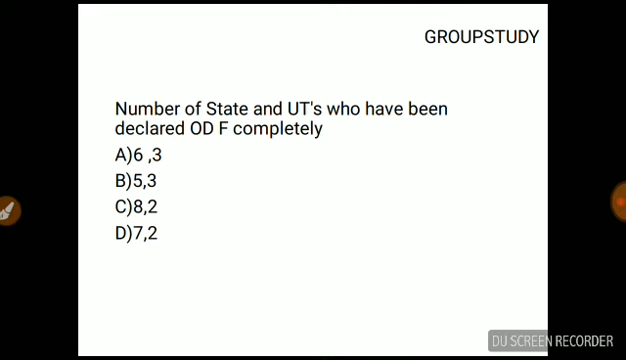 GROUPSTUDY
Number of State and UT's who have been
declared OD F completely
A)6 ,3
B)5,3
C)8,2
D)7,2
DU SCREEN RECORDER